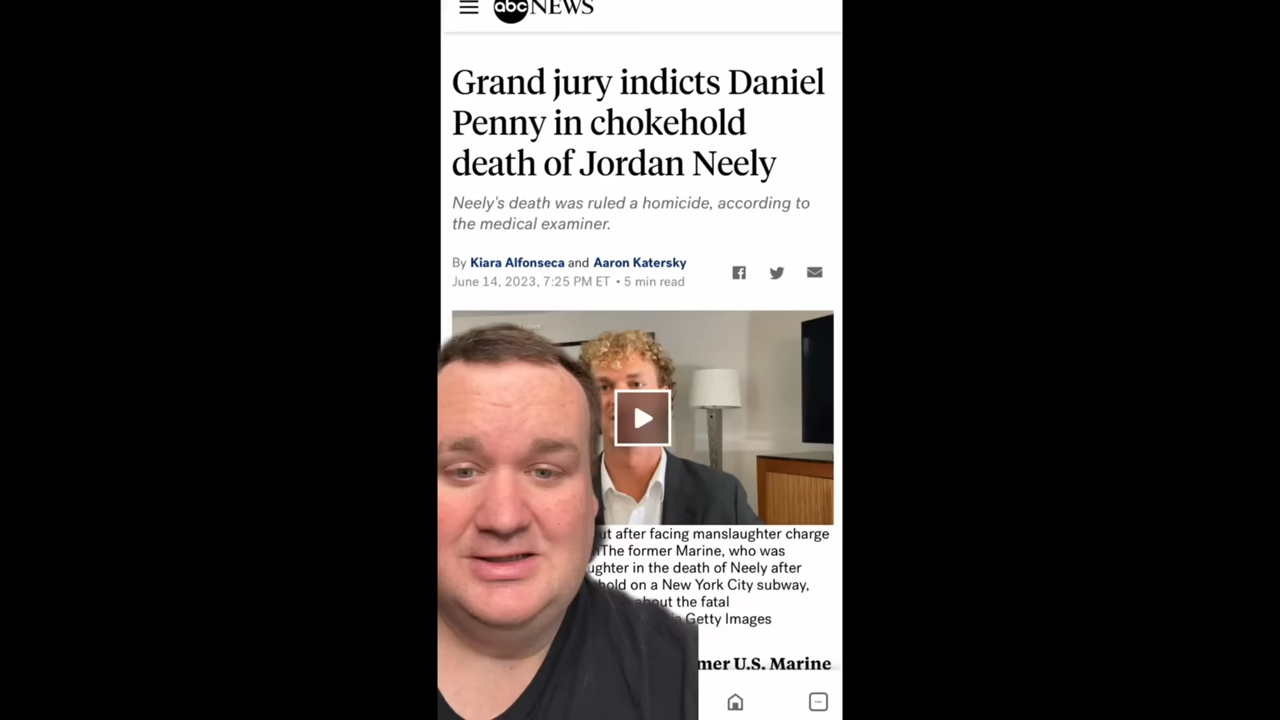 abc NEWS
Grand jury indicts Daniel
Penny in chokehold
death of Jordan Neely
Neely's death was ruled a homicide, according to
the medical examiner.
By Kiara Alfonseca and Aaron Katersky
June 14, 2023, 7:25 PM ET • 5 min read
after facing manslaughter charge
The former Marine, who was
in the death of Neely after
on a New York City subway,
about the fatal
Getty Images
U.S. Marine